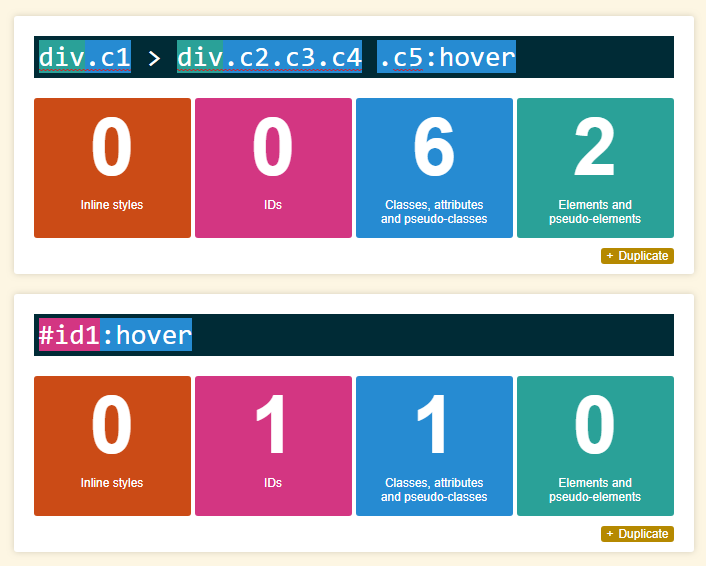 div.c1 > div.c2.c3.c4 .c5:hover
0 0 6 2
Inline styles IDs Classes, attributes and pseudo-classes Elements and pseudo-elements
+ Duplicate
#id1:hover
0 1 1 0
Inline styles IDs Classes, attributes and pseudo-classes Elements and pseudo-elements
+ Duplicate